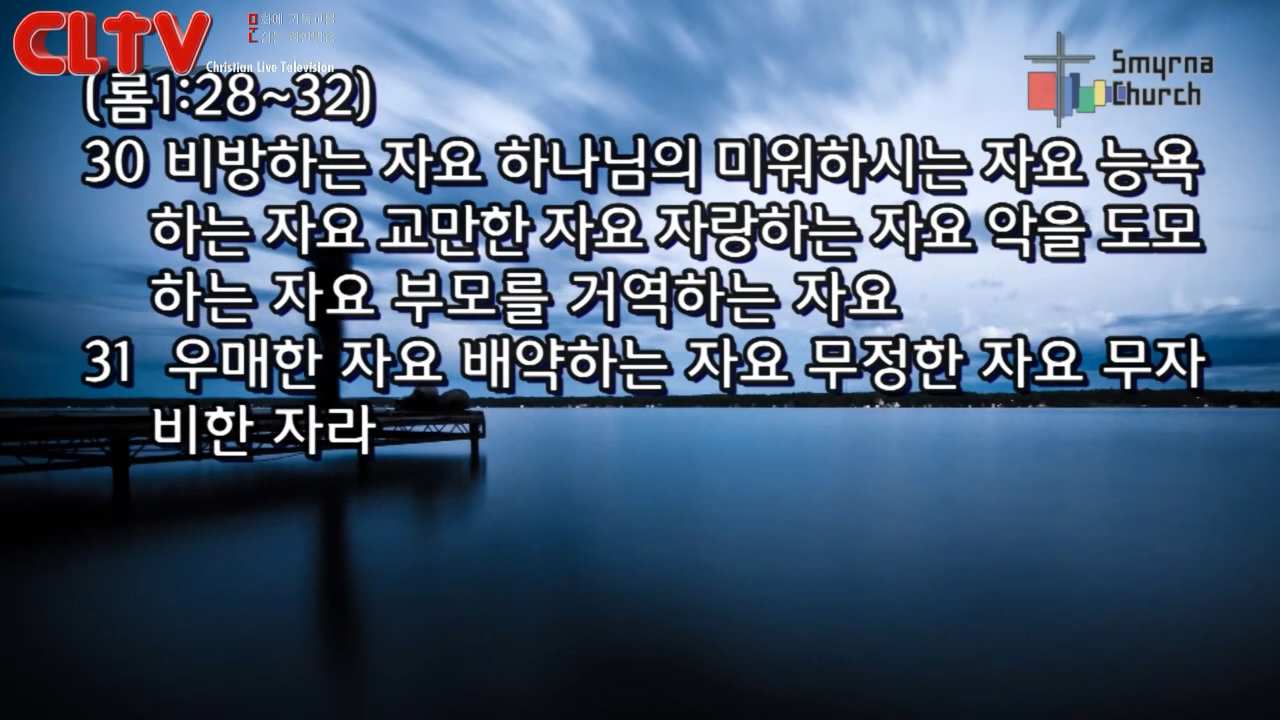 CLTV
Christian Live Television
Smyrna
Church
(롬1:28~32)
30 비방하는 자요 하나님의 미워하시는 자요 능욕
하는 자요 교만한 자요 자랑하는 자요 악을 도모
하는 자요 부모를 거역하는 자요
31 우매한 자요 배약하는 자요 무정한 자요 무자
비한 자라